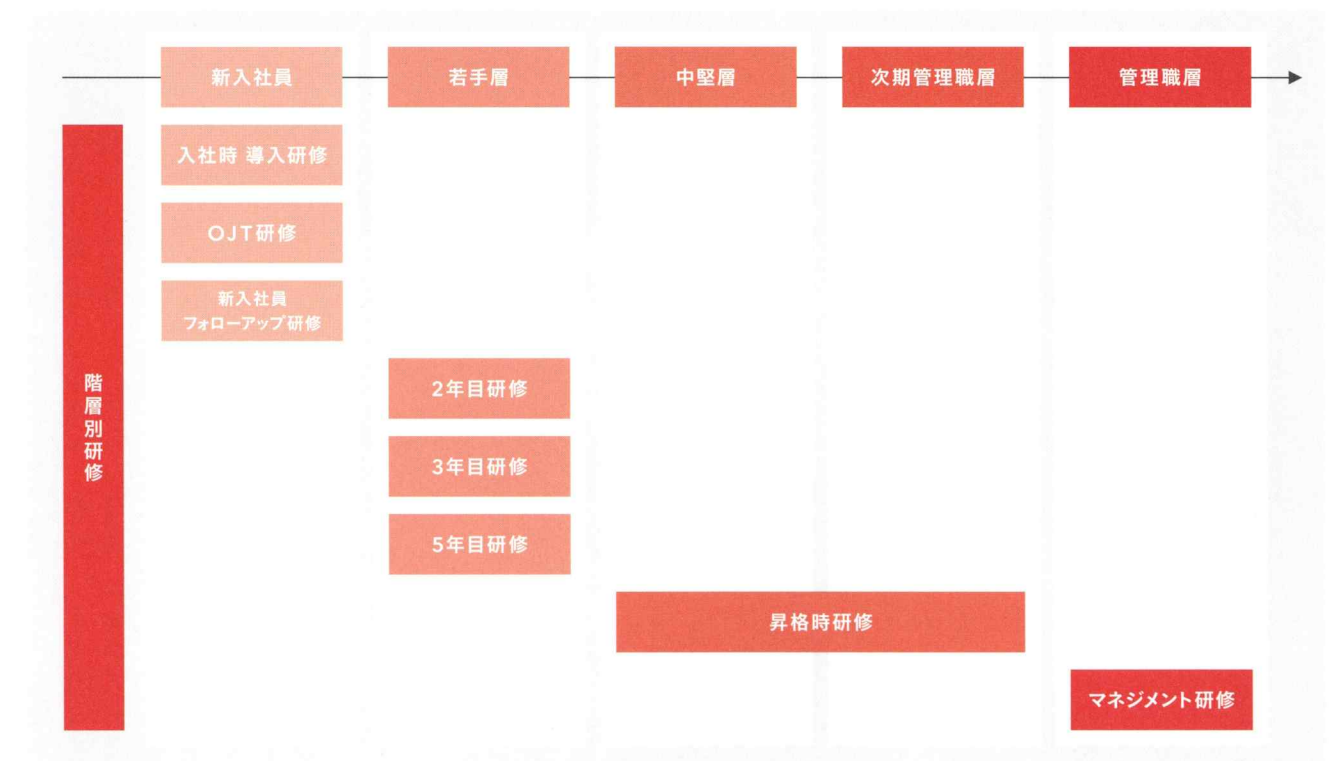 新入社員
若手層
中堅層
次期管理職層
管理職層
階層別研修
入社時 導入研修
OJT研修
新入社員
フォローアップ研修
2年目研修
3年目研修
5年目研修
昇格時研修
マネジメント研修